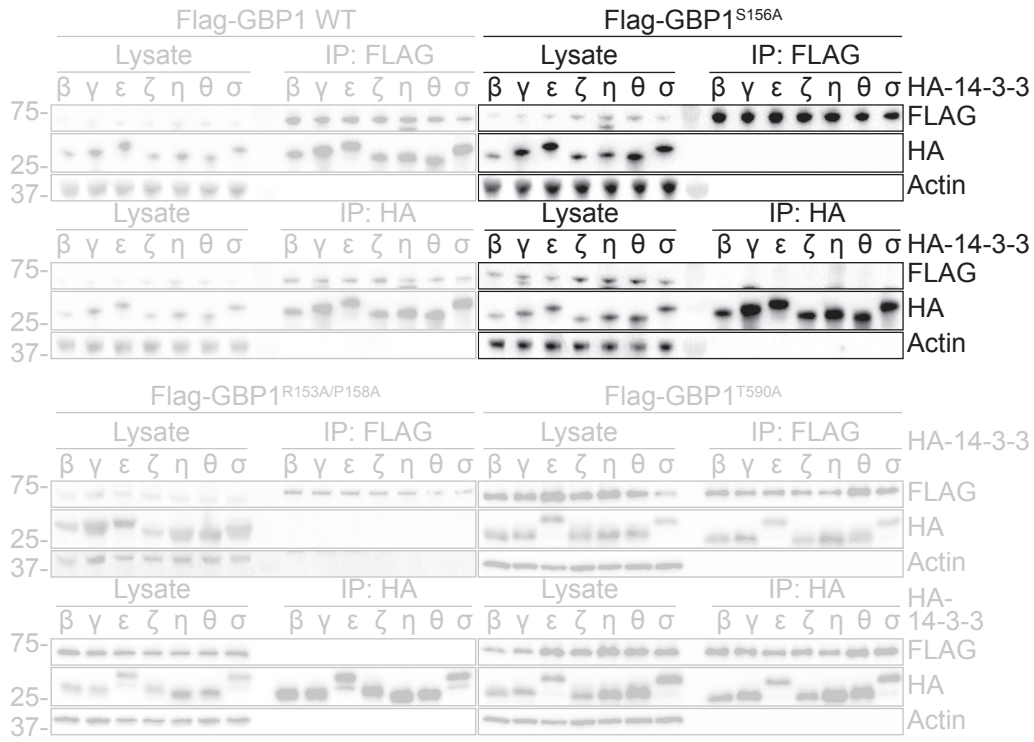 Flag-GBP1 WT Flag-GBP1S156A
Lysate IP: FLAG Lysate IP: FLAG
β γ ε ζ η θ σ β γ ε ζ η θ σ β γ ε ζ η θ σ β γ ε ζ η θ σ HA-14-3-3
75- FLAG
25- HA
37- Actin
Lysate IP: HA Lysate IP: HA
β γ ε ζ η θ σ β γ ε ζ η θ σ β γ ε ζ η θ σ β γ ε ζ η θ σ HA-14-3-3
75- FLAG
25- HA
37- Actin
Flag-GBP1R153A/P158A Flag-GBP1T590A
Lysate IP: FLAG Lysate IP: FLAG HA-14-3-3
β γ ε ζ η θ σ β γ ε ζ η θ σ β γ ε ζ η θ σ β γ ε ζ η θ σ
75- FLAG
25- HA
37- Actin
Lysate IP: HA Lysate IP: HA HA-
β γ ε ζ η θ σ β γ ε ζ η θ σ β γ ε ζ η θ σ β γ ε ζ η θ σ 14-3-3
75- FLAG
25- HA
37- Actin